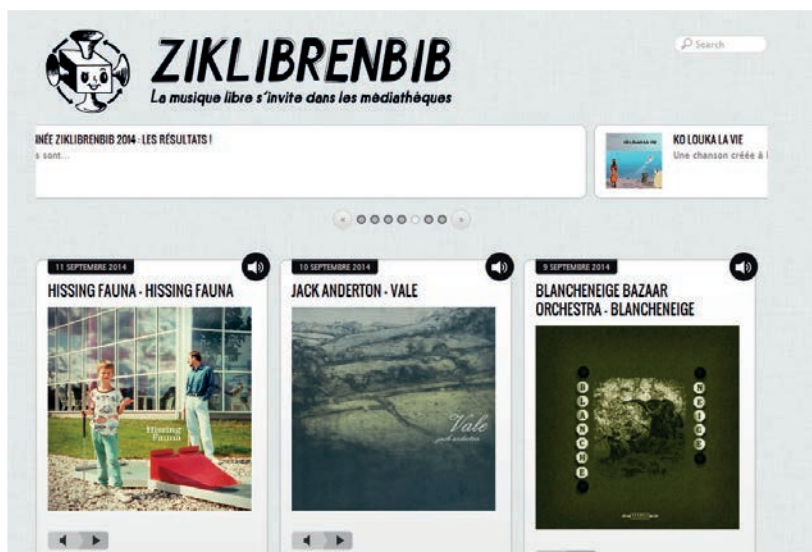 ZIKLIBRENBIB
La musique libre s'invite dans les médiathèques
Search
NNÉE ZIKLIBRENBIB 2014 : LES RÉSULTATS !
s sont...
KO LOUKA LA VIE
Une chanson créée à l
11 SEPTEMBRE 2014
HISSING FAUNA - HISSING FAUNA
Hissing
Fauna
10 SEPTEMBRE 2014
JACK ANDERTON - VALE
Vale
jack anderton
9 SEPTEMBRE 2014
BLANCHENEIGE BAZAAR
ORCHESTRA - BLANCHENEIGE
BLANCHE
NEIGE